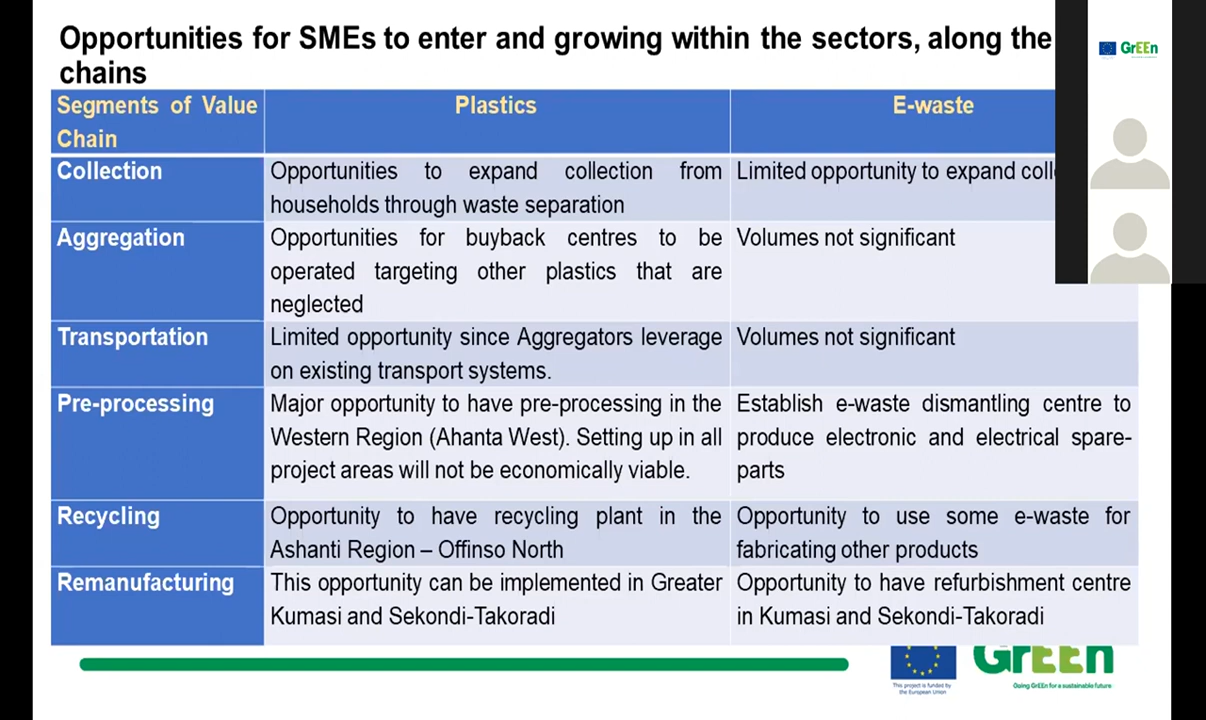 Opportunities for SMEs to enter and growing within the sectors, along the
chains
Segments of Value
Chain
Plastics
E-waste
Collection
Opportunities to expand collection from
households through waste separation
Limited opportunity to expand
Aggregation
Opportunities for buyback centres to be
operated targeting other plastics that are
neglected
Volumes not significant
Transportation
Limited opportunity since Aggregators leverage
on existing transport systems.
Volumes not significant
Pre-processing
Major opportunity to have pre-processing in the
Western Region (Ahanta West). Setting up in all
project areas will not be economically viable.
Establish e-waste dismantling centre to
produce electronic and electrical spare-
parts
Recycling
Opportunity to have recycling plant in the
Ashanti Region – Offinso North
Opportunity to use some e-waste for
fabricating other products
Remanufacturing
This opportunity can be implemented in Greater
Kumasi and Sekondi-Takoradi
Opportunity to have refurbishment centre
in Kumasi and Sekondi-Takoradi
This project is funded by
the European Union
GrEEn
Going GrEEn for a sustainable future
GrEEn